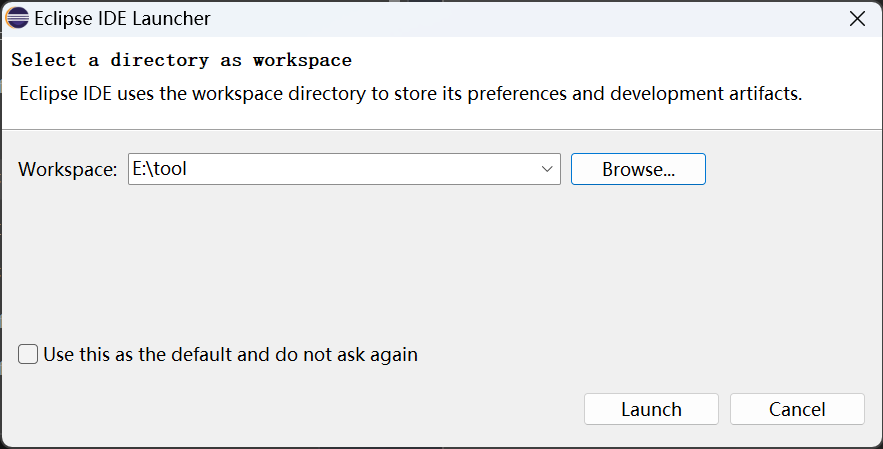 Eclipse IDE Launcher
Select a directory as workspace
Eclipse IDE uses the workspace directory to store its preferences and development artifacts.
Workspace: E:\tool Browse...
Use this as the default and do not ask again
Launch Cancel